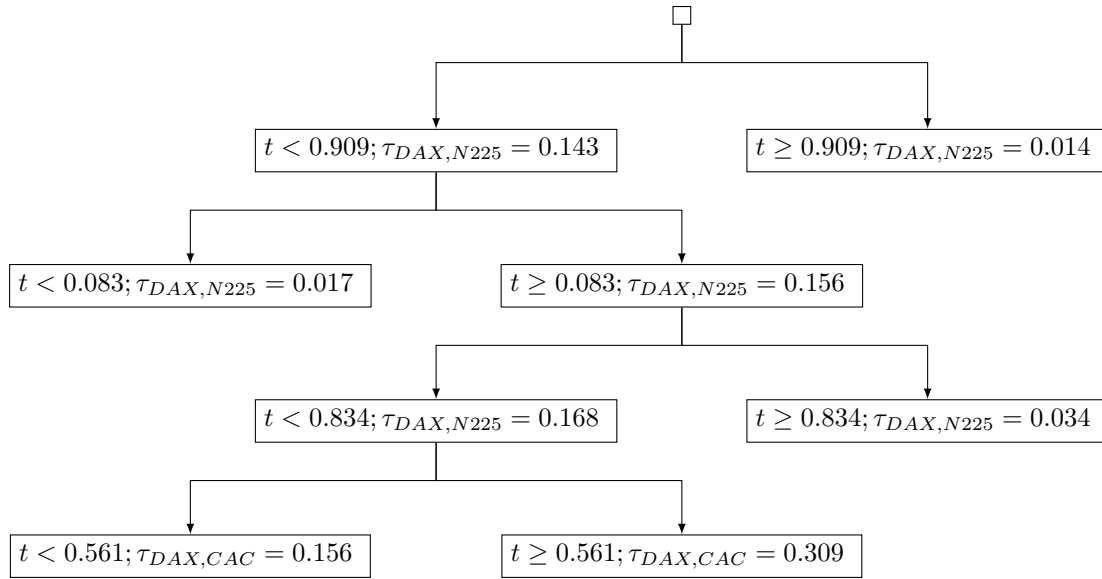 t < 0.909; τ_{DAX,N225} = 0.143
t ≥ 0.909; τ_{DAX,N225} = 0.014
t < 0.083; τ_{DAX,N225} = 0.017
t ≥ 0.083; τ_{DAX,N225} = 0.156
t < 0.834; τ_{DAX,N225} = 0.168
t ≥ 0.834; τ_{DAX,N225} = 0.034
t < 0.561; τ_{DAX,CAC} = 0.156
t ≥ 0.561; τ_{DAX,CAC} = 0.309